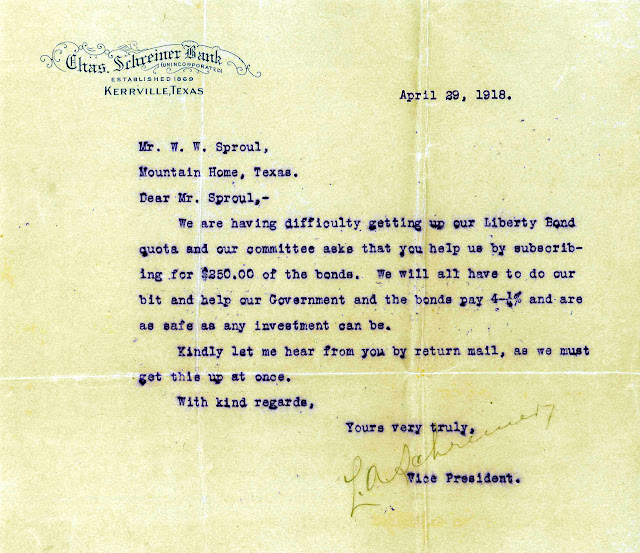 Chas. Schreiner Bank
(UNINCORPORATED)
ESTABLISHED 1869
KERRVILLE, TEXAS
April 29, 1918.
Mr. W. W. Sproul,
Mountain Home, Texas.
Dear Mr. Sproul,-
We are having difficulty getting up our Liberty Bond
quota and our committee asks that you help us by subscrib-
ing for $250.00 of the bonds. We will all have to do our
bit and help our Government and the bonds pay and are
as safe as any investment can be.
Kindly let me hear from you by return mail, as we must
get this up at once.
With kind regards,
Yours very truly,
L. A. Schreiner
Vice President.